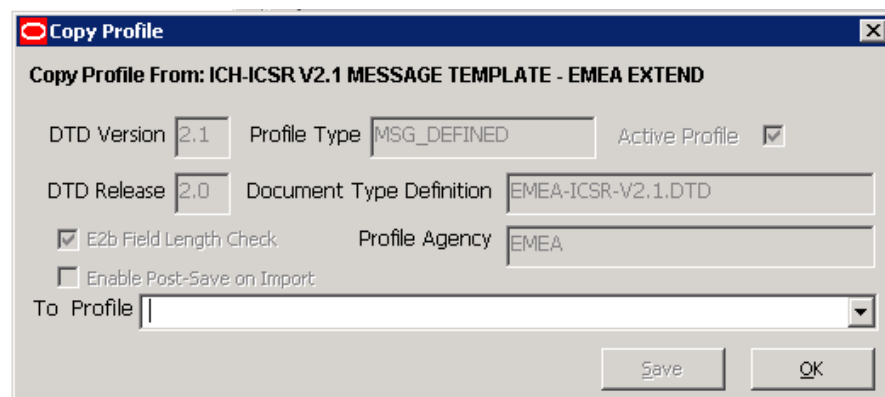 Copy Profile
Copy Profile From: ICH-ICSR V2.1 MESSAGE TEMPLATE - EMEA EXTEND
DTD Version 2.1 Profile Type MSG_DEFINED Active Profile
DTD Release 2.0 Document Type Definition EMEA-ICSR-V2.1.DTD
E2b Field Length Check Profile Agency EMEA
Enable Post-Save on Import
To Profile
Save OK